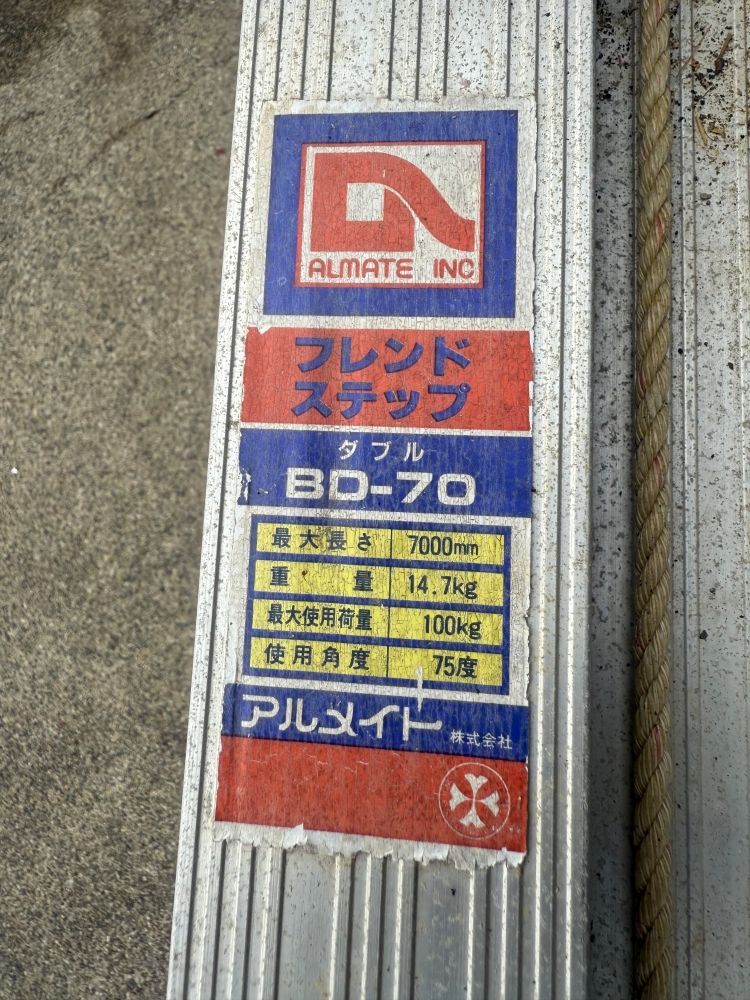 ALMATE INC
フレンド
ステップ
ダブル
BD-70
最大長さ 7000mm
重量 14.7kg
最大使用荷量 100kg
使用角度 75度
アルメイト 株式会社